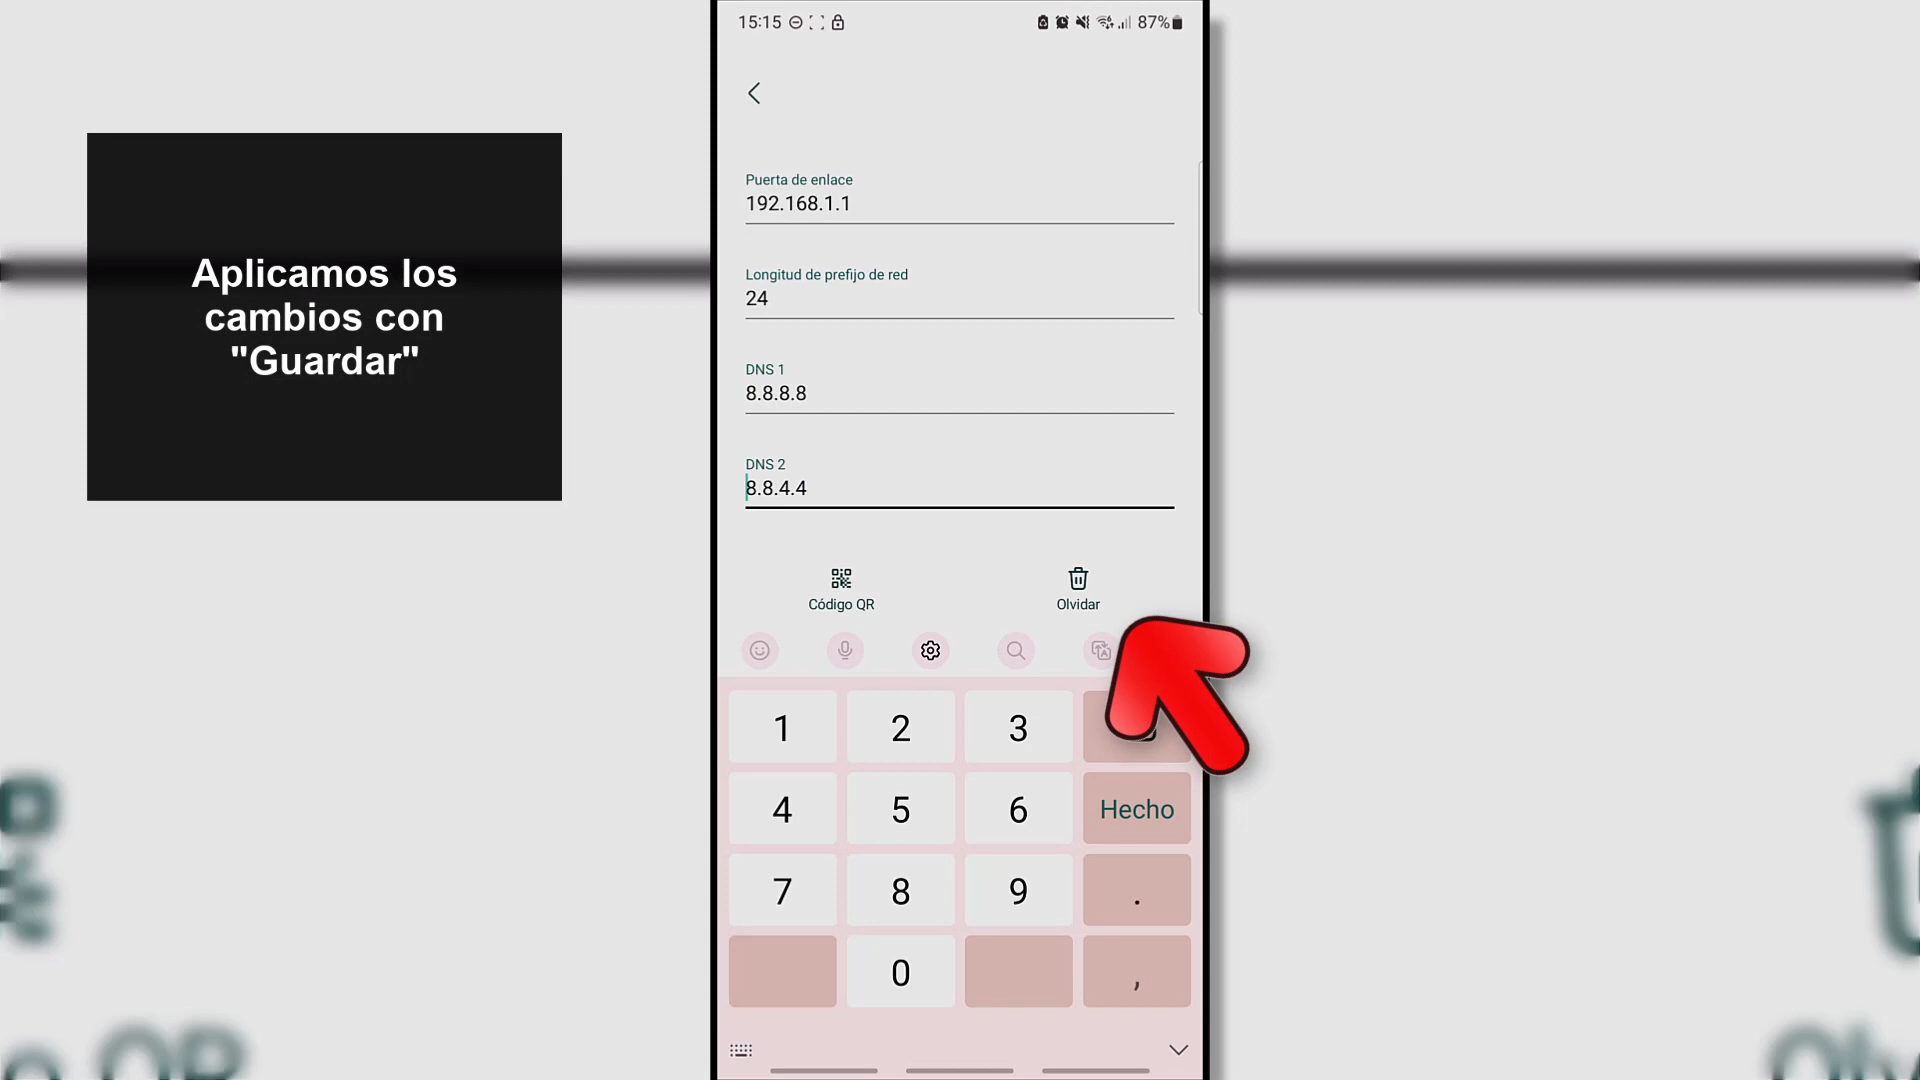 15:15
87%
Aplicamos los
cambios con
"Guardar"
Puerta de enlace
192.168.1.1
Longitud de prefijo de red
24
DNS 1
8.8.8.8
DNS 2
8.8.4.4
Código QR
Olvidar
1
2
3
4
5
6
Hecho
7
8
9
.
0
,